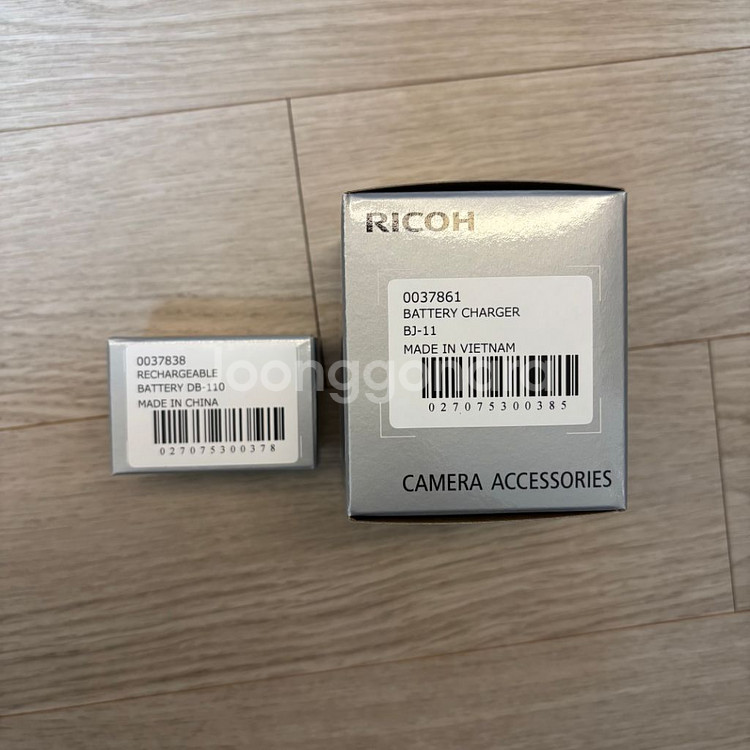 RICOH
0037861
BATTERY CHARGER
BJ-11
MADE IN VIETNAM
027075300385
CAMERA ACCESSORIES
0037838
RECHARGEABLE
BATTERY DB-110
MADE IN CHINA
027075300378